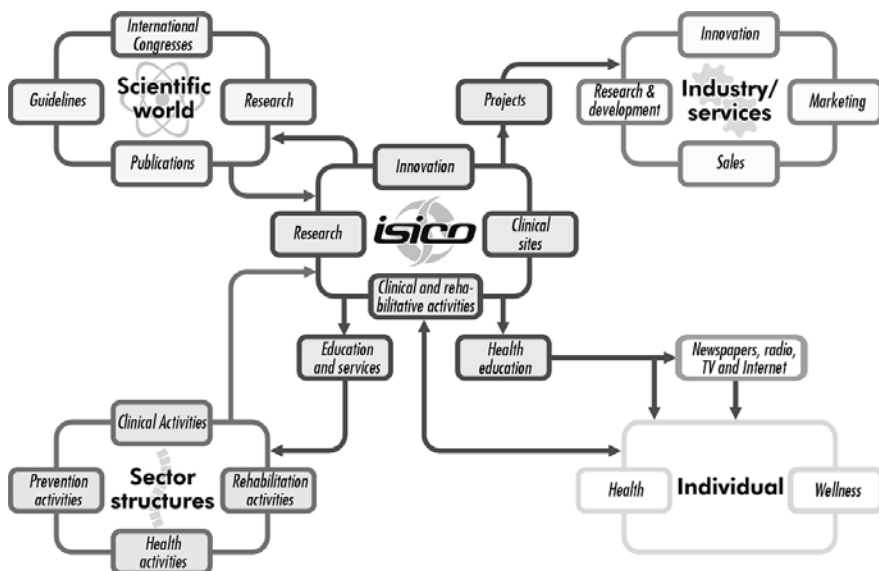 International
Congresses
Guidelines
Scientific
world
Research
Publications
Projects
Innovation
Research &
development
Industry/
services
Marketing
Sales
Innovation
Research
isico
Clinical
sites
Clinical and reha-
bilitative activities
Education
and services
Health
education
Newspapers, radio,
TV and Internet
Clinical Activities
Prevention
activities
Sector
structures
Rehabilitation
activities
Health
activities
Health
Individual
Wellness